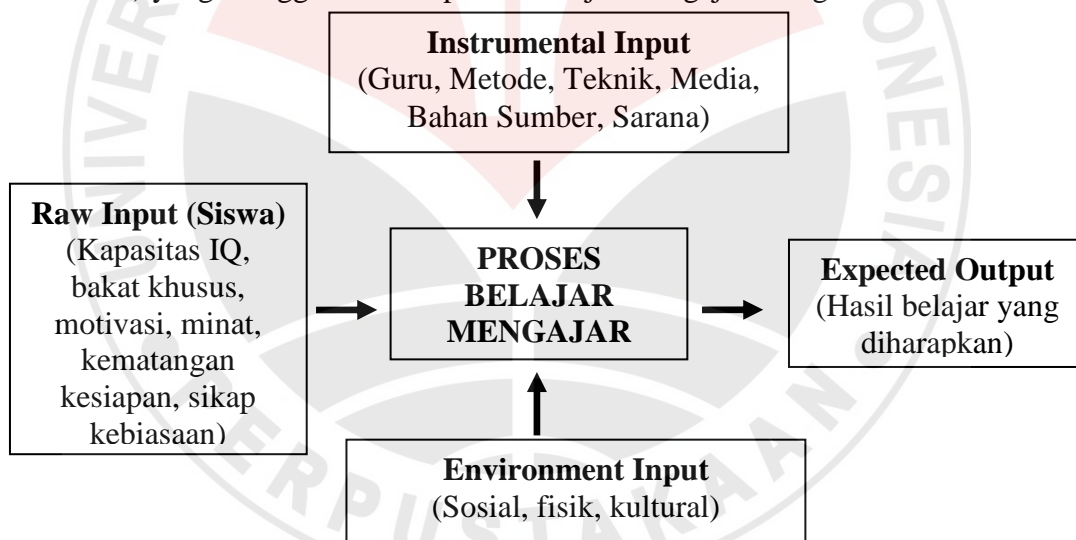 Instrumental Input
(Guru, Metode, Teknik, Media,
Bahan Sumber, Sarana)
Raw Input (Siswa)
(Kapasitas IQ,
bakat khusus,
motivasi, minat,
kematangan
kesiapan, sikap
kebiasaan)
PROSES
BELAJAR
MENGAJAR
Expected Output
(Hasil belajar yang
diharapkan)
Environment Input
(Sosial, fisik, kultural)
PERPUSTAKAAN